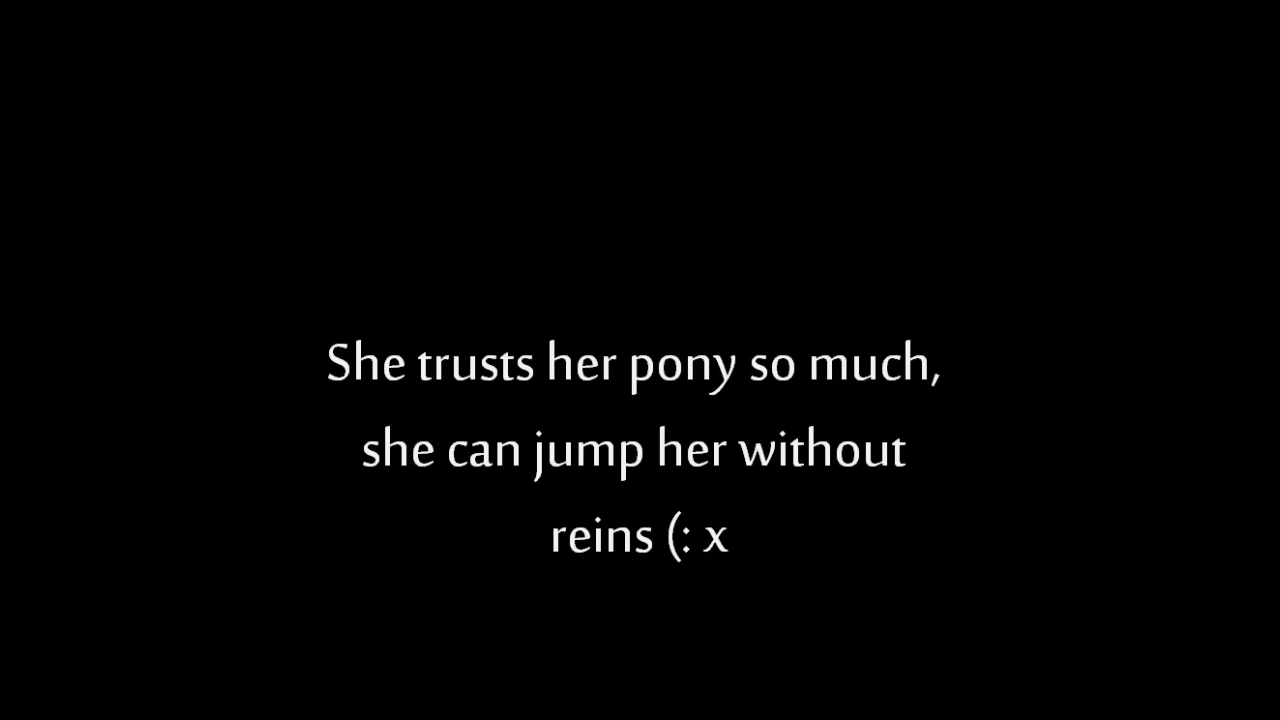 She trusts her pony so much,
she can jump her without
reins (: x